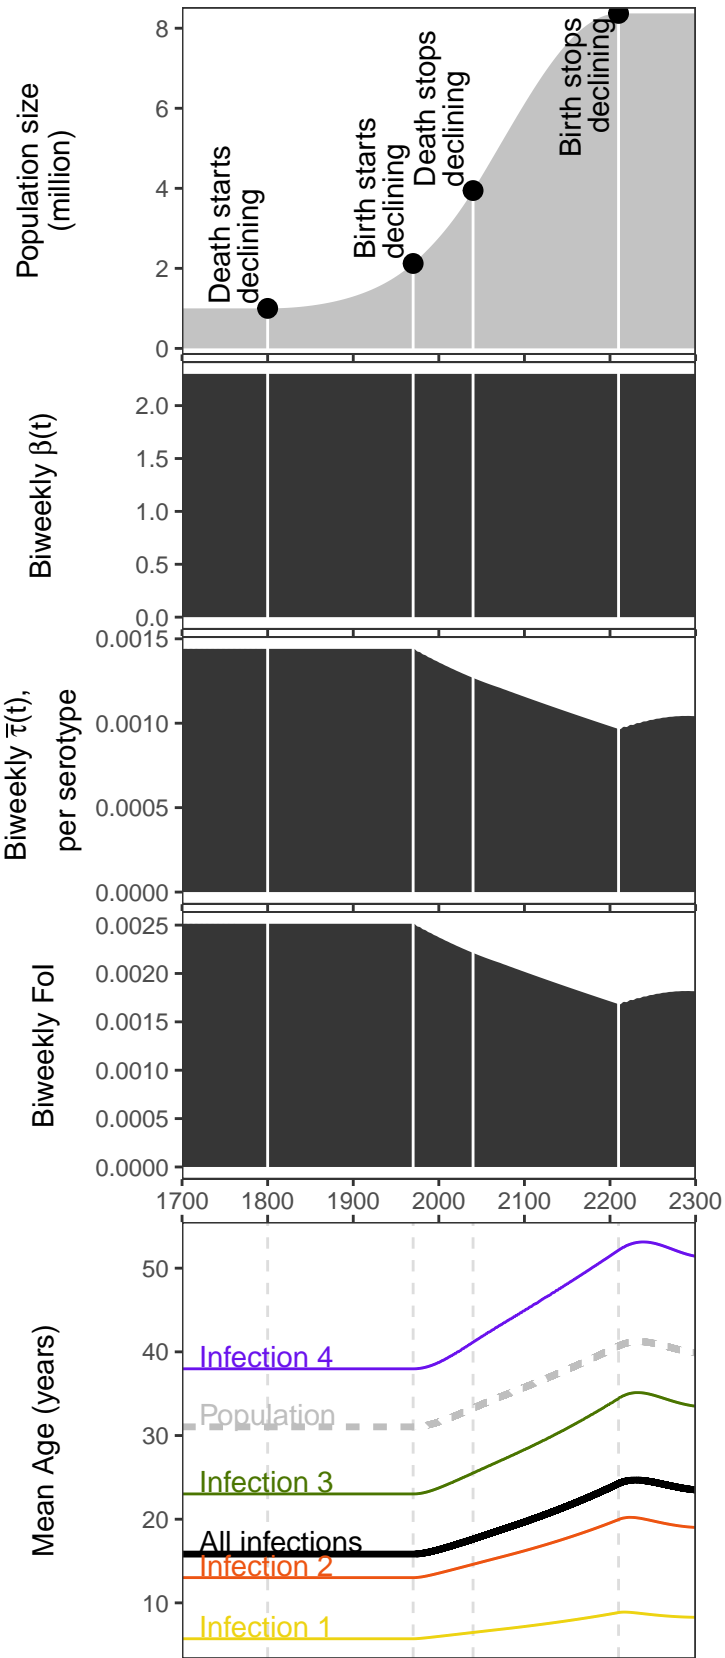 Population size
(million)
8
6
4
2
0
Death starts
declining
Birth starts
declining
Death stops
declining
Birth stops
declining
Biweekly β(t)
2.0
1.5
1.0
0.5
0.0
Biweekly τ̅(t),
per serotype
0.0015
0.0010
0.0005
0.0000
Biweekly FoI
0.0025
0.0020
0.0015
0.0010
0.0005
0.0000
1700 1800 1900 2000 2100 2200 2300
Mean Age (years)
50
40
30
20
10
Infection 4
Population
Infection 3
All infections
Infection 2
Infection 1